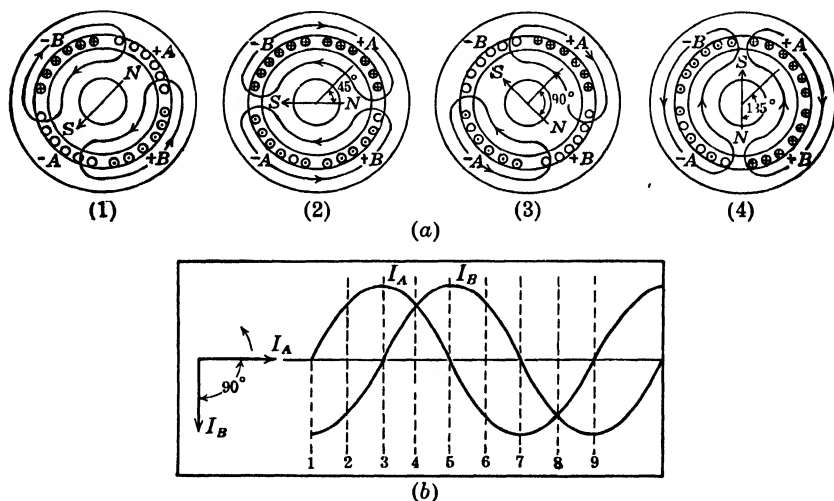 -B +A N S -A +B
-B +A 45° S N -A +B
-B +A S 90° N -A +B
-B +A S 135° N -A +B
(1) (2) (3) (4)
(a)
I_A I_B
I_A
90°
I_B
1 2 3 4 5 6 7 8 9
(b)